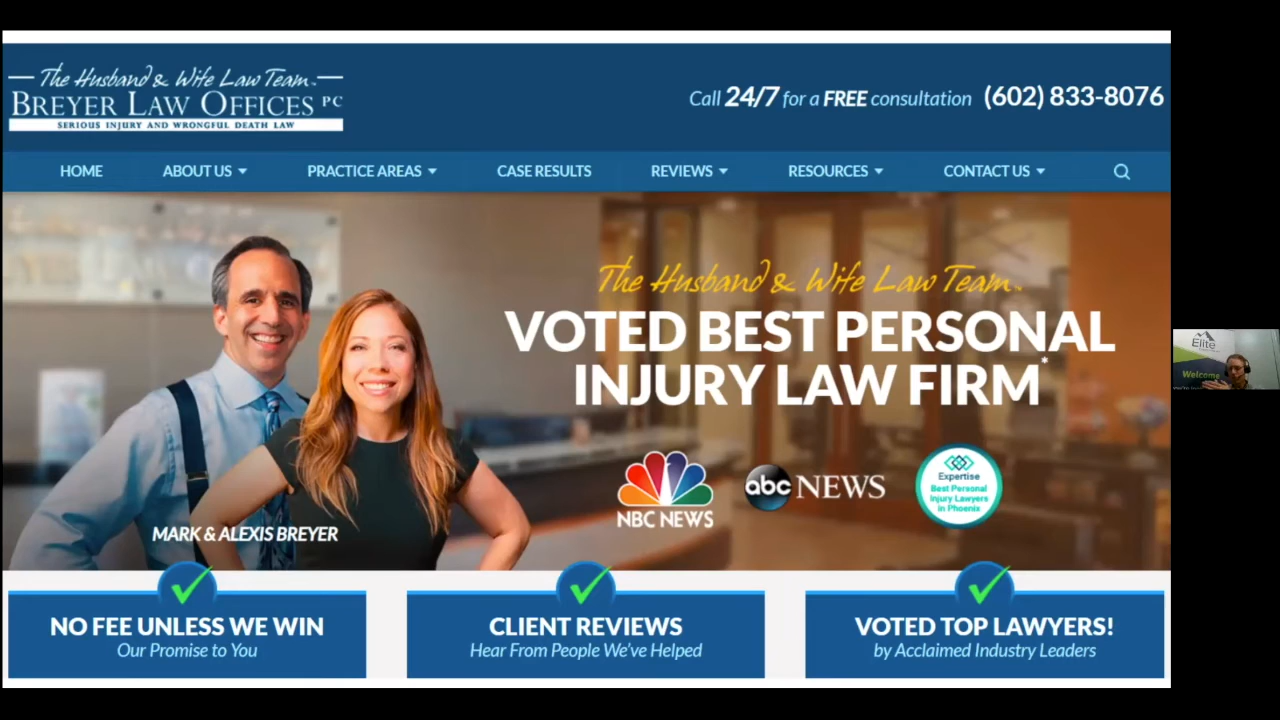 The Husband & Wife Law Team™
BREYER LAW OFFICES PC
SERIOUS INJURY AND WRONGFUL DEATH LAW
Call 24/7 for a FREE consultation (602) 833-8076
HOME ABOUT US PRACTICE AREAS CASE RESULTS REVIEWS RESOURCES CONTACT US
The Husband & Wife Law Team™
VOTED BEST PERSONAL
INJURY LAW FIRM*
NBC NEWS
abc NEWS
Expertise
Best Personal
Injury Lawyers
in Phoenix
MARK & ALEXIS BREYER
NO FEE UNLESS WE WIN
Our Promise to You
CLIENT REVIEWS
Hear From People We've Helped
VOTED TOP LAWYERS!
by Acclaimed Industry Leaders
Elite
Welcome